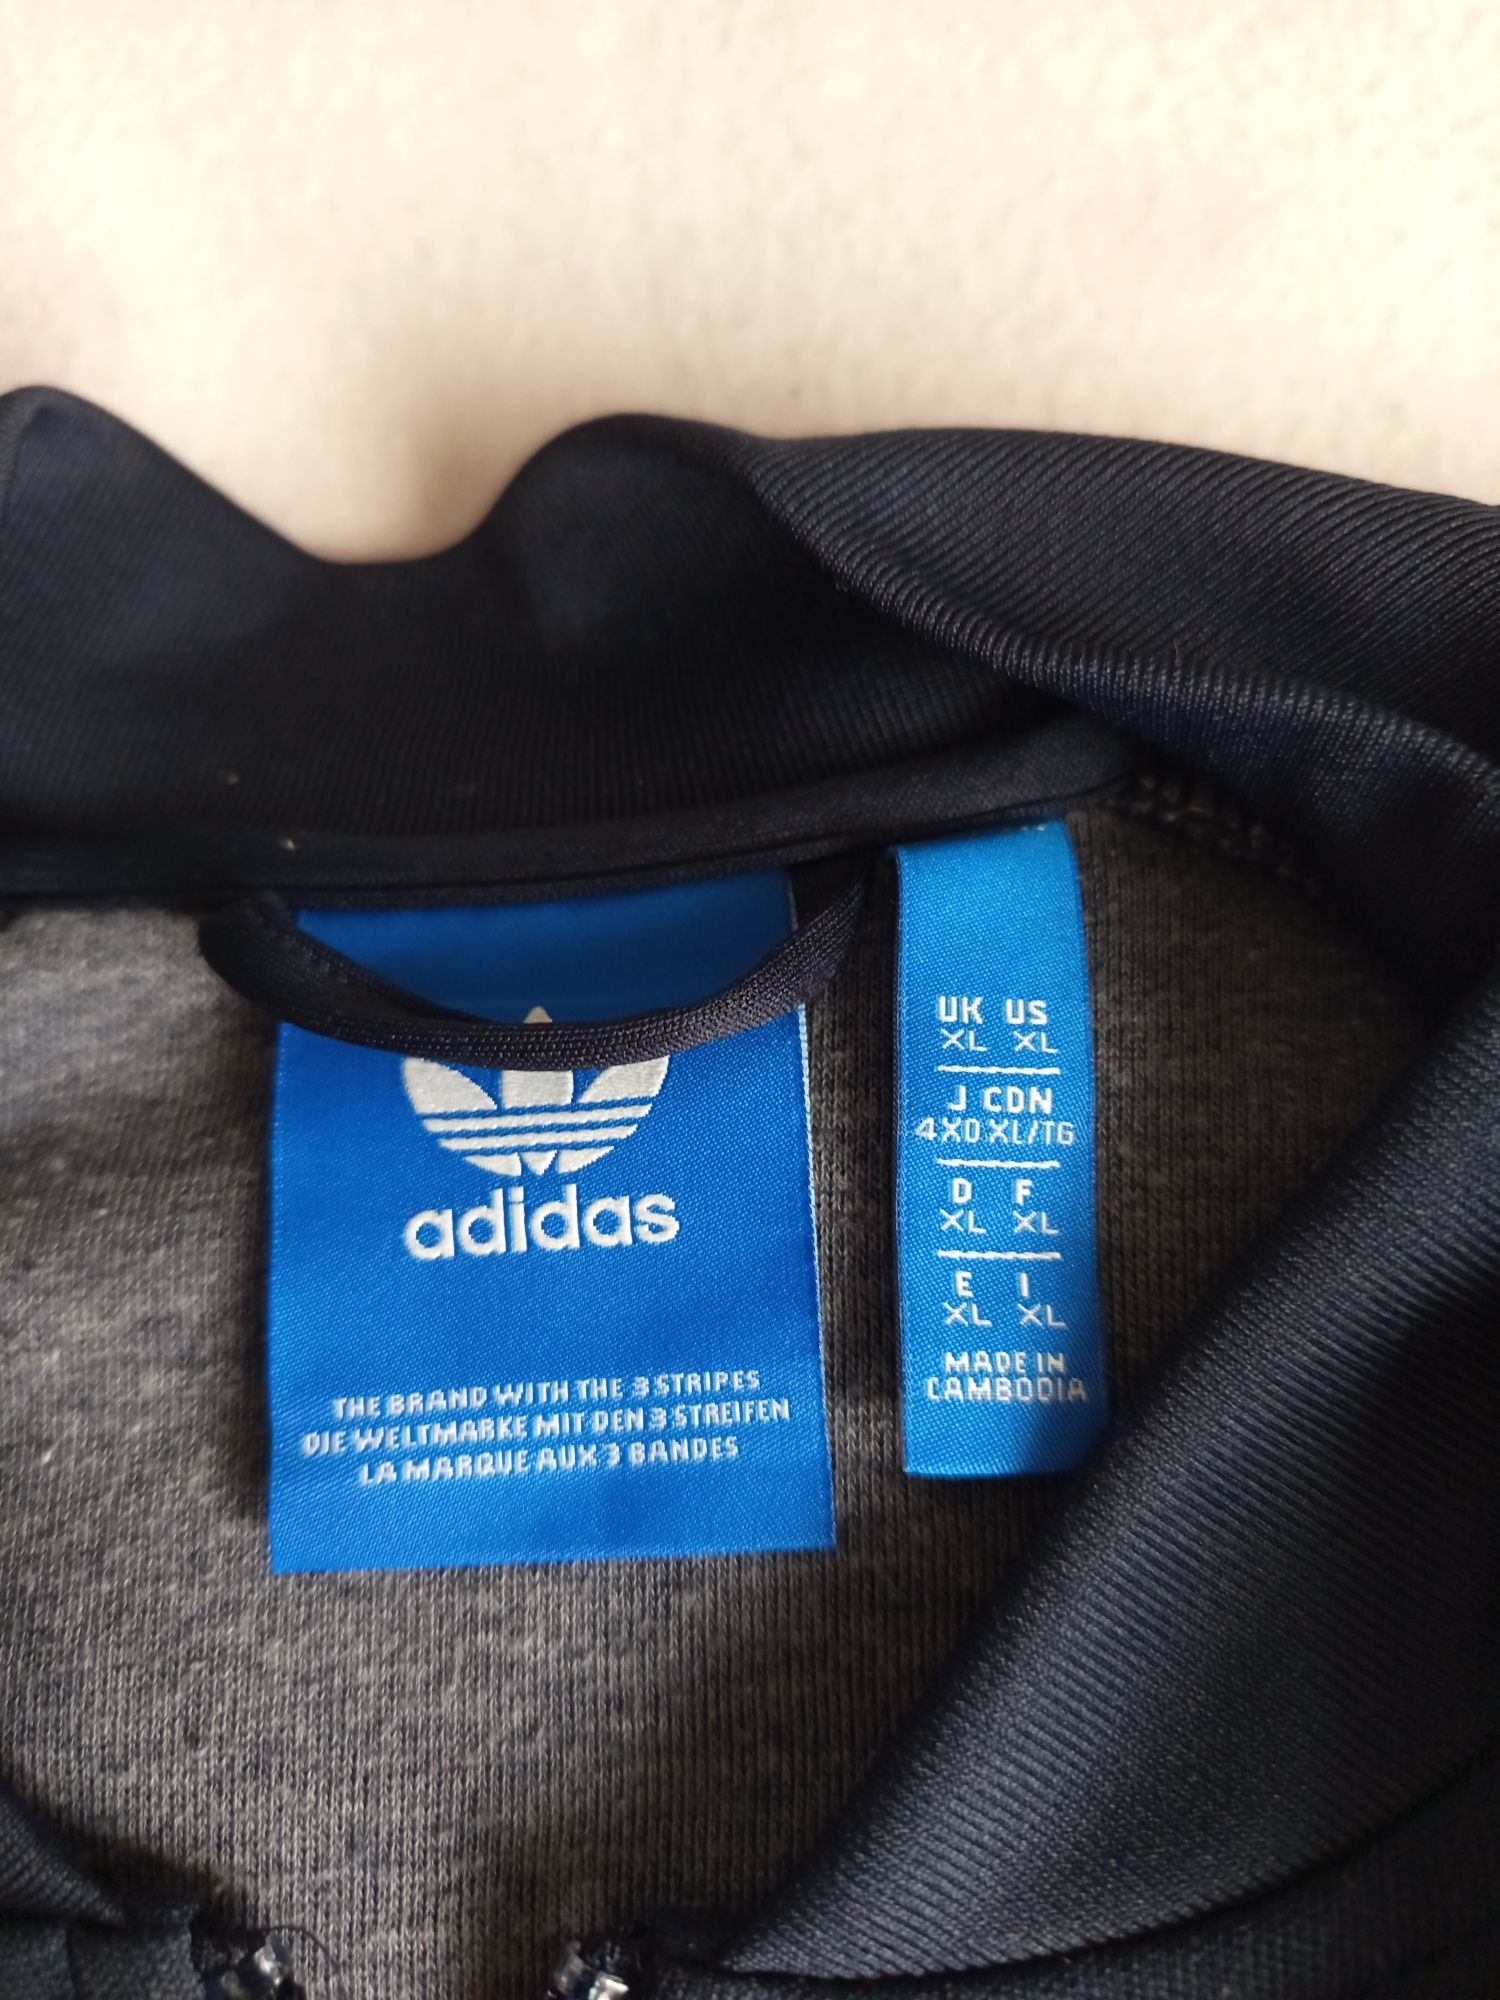 adidas
THE BRAND WITH THE 3 STRIPES
DIE WELTMARKE MIT DEN 3 STREIFEN
LA MARQUE AUX 3 BANDES
UK US
XL XL
J CDN
4XO XL/TG
D F
XL XL
E I
XL XL
MADE IN
CAMBODIA